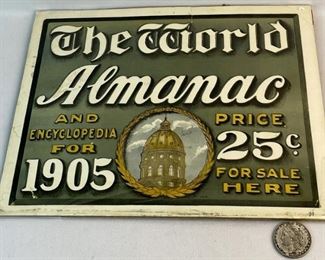 The World
Almanac
AND
ENCYCLOPEDIA
FOR
1905
PRICE
25c.
FOR SALE
HERE